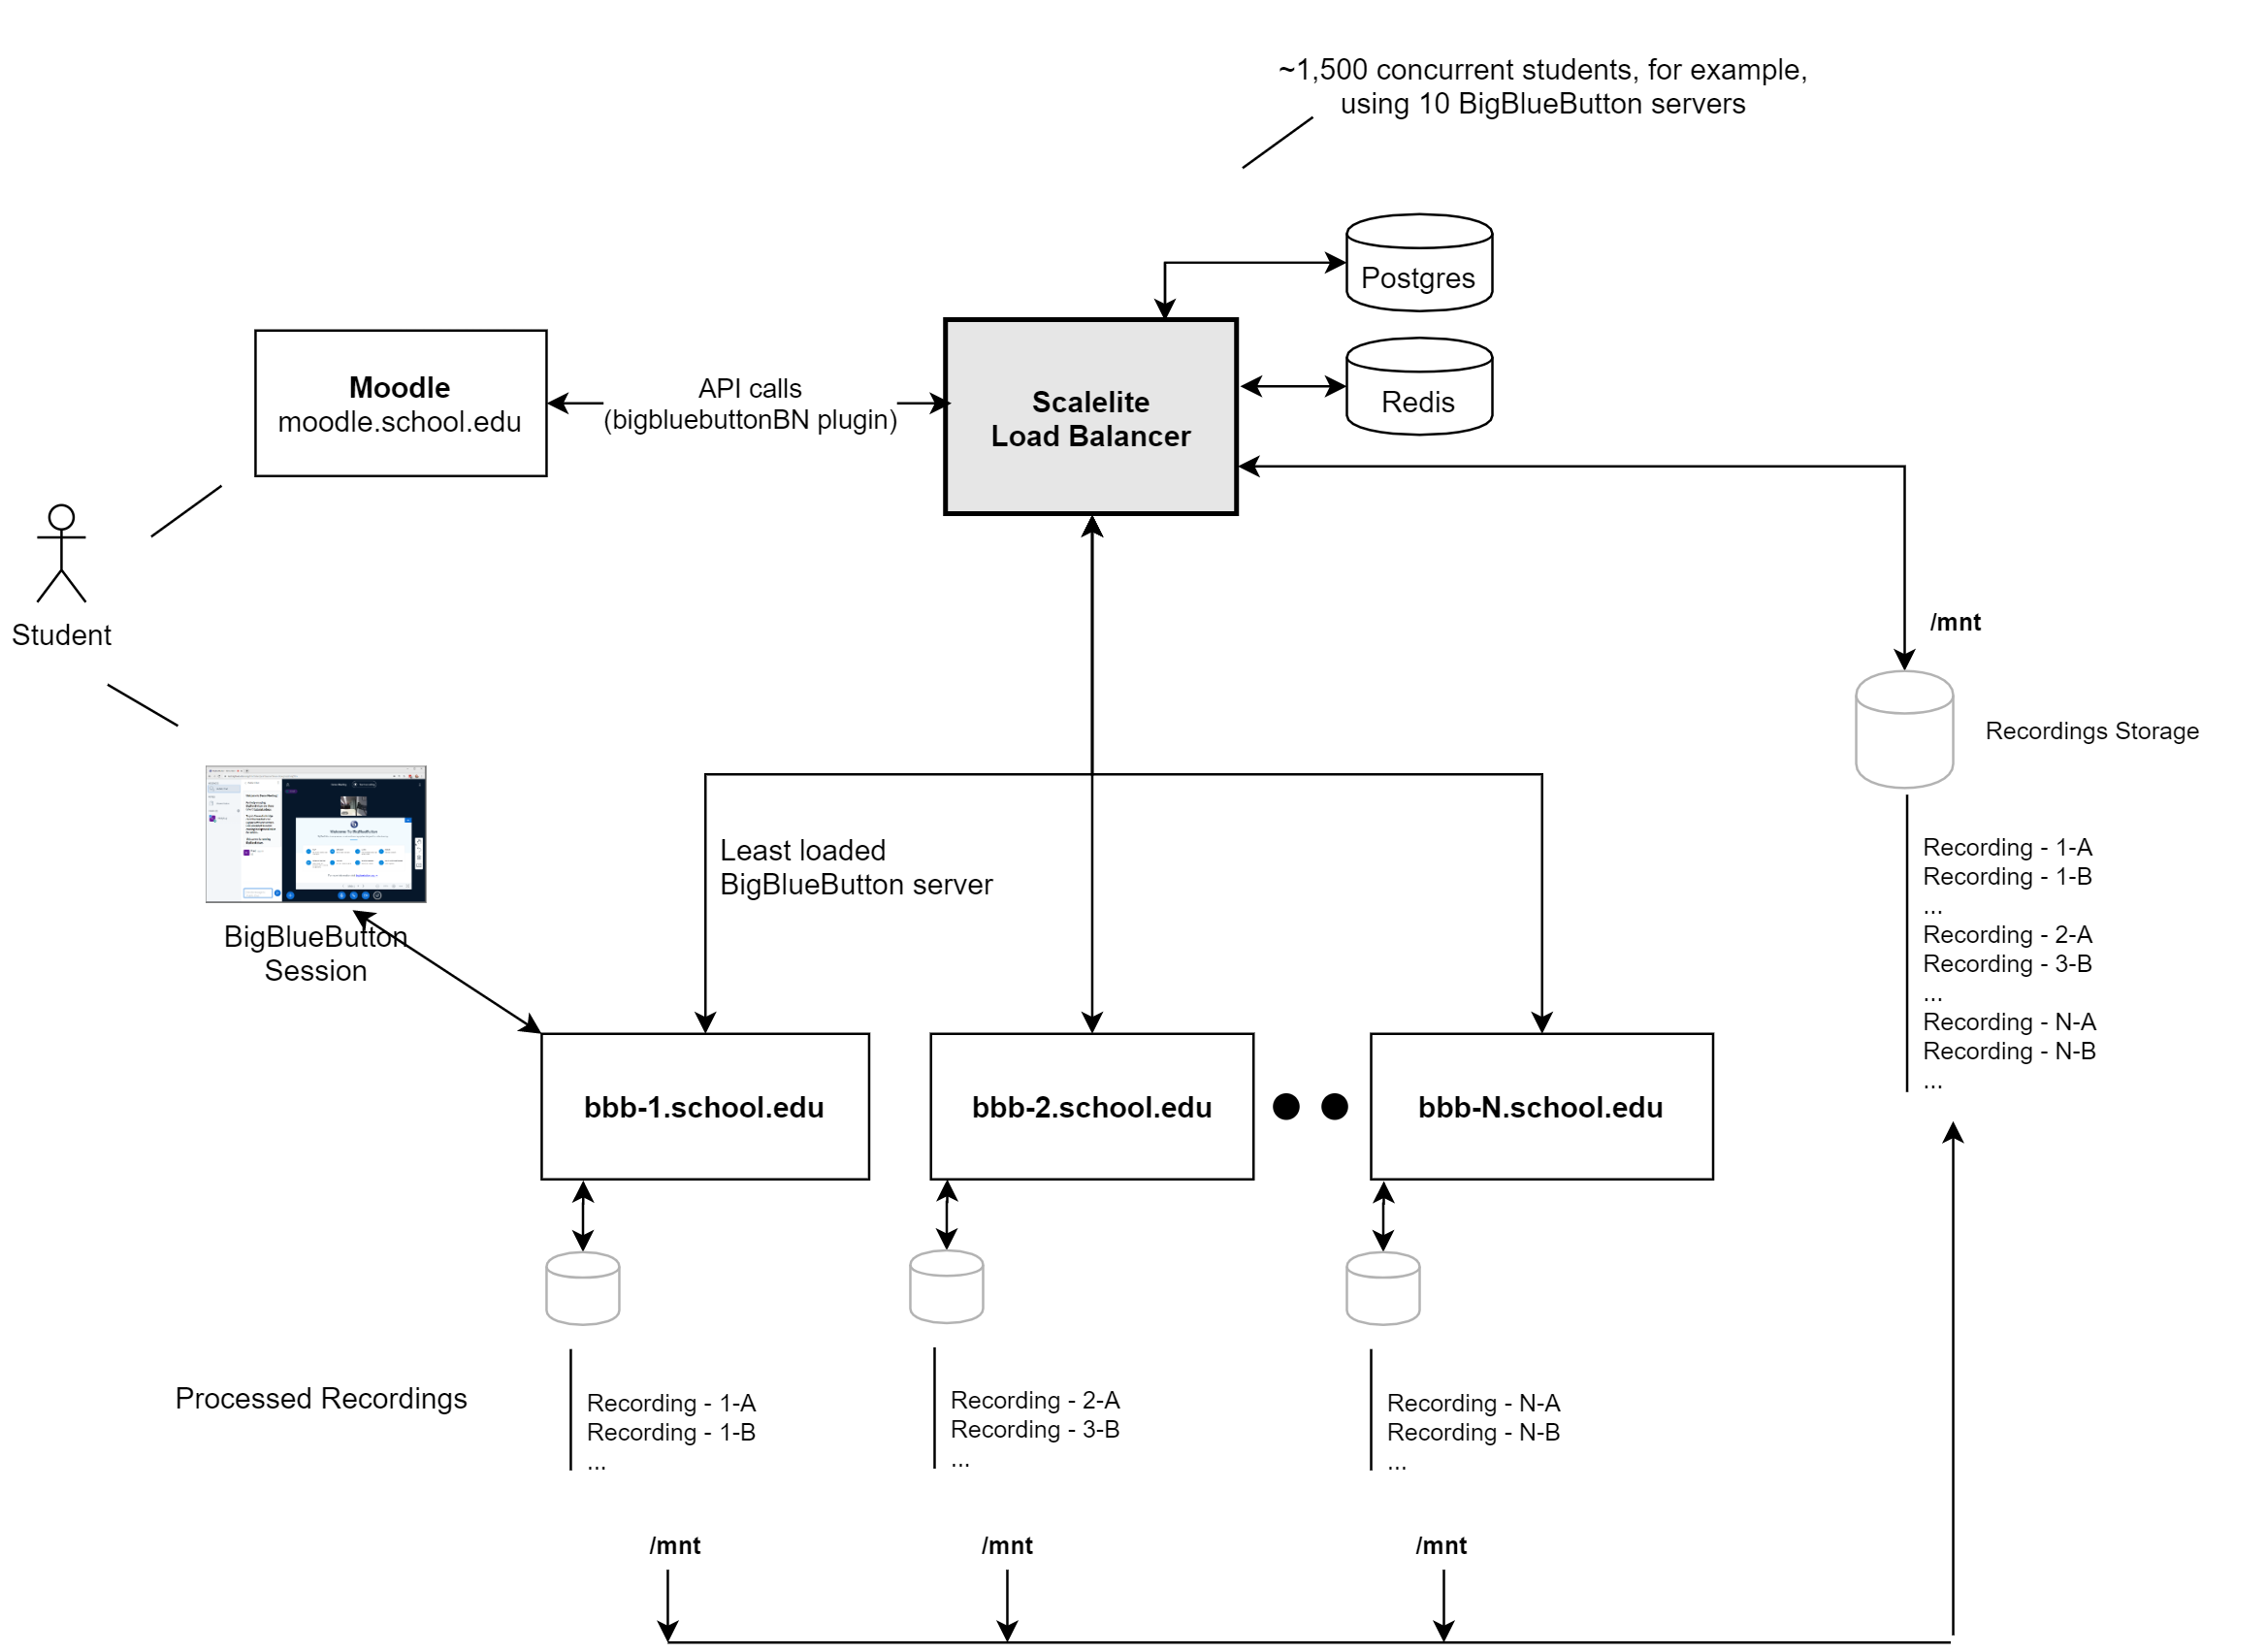 ~1,500 concurrent students, for example,
using 10 BigBlueButton servers
Postgres
Redis
Moodle
moodle.school.edu
API calls
(bigbluebuttonBN plugin)
Scalelite
Load Balancer
Student
/mnt
Recordings Storage
BigBlueButton
Session
Least loaded
BigBlueButton server
Recording - 1-A
Recording - 1-B
...
Recording - 2-A
Recording - 3-B
...
Recording - N-A
Recording - N-B
...
bbb-1.school.edu
bbb-2.school.edu
bbb-N.school.edu
Processed Recordings
Recording - 1-A
Recording - 1-B
...
Recording - 2-A
Recording - 3-B
...
Recording - N-A
Recording - N-B
...
/mnt
/mnt
/mnt